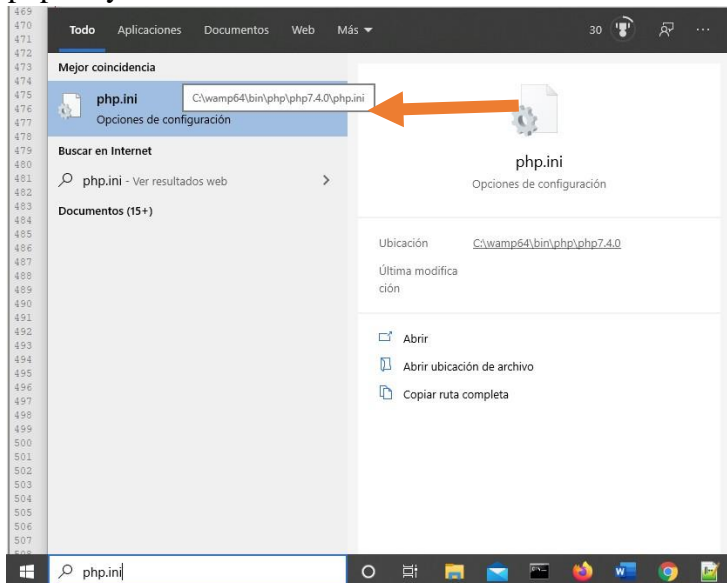 469
470
471
472
473
474
475
476
477
478
479
480
481
482
483
484
485
486
487
488
489
490
491
492
493
494
495
496
497
498
499
500
501
502
503
504
505
506
507
Todo Aplicaciones Documentos Web Más 30
Mejor coincidencia
php.ini
C:\wamp64\bin\php\php7.4.0\php.ini
Opciones de configuración
Buscar en Internet
php.ini - Ver resultados web
Documentos (15+)
php.ini
Opciones de configuración
Ubicación C:\wamp64\bin\php\php7.4.0
Última modifica
ción
Abrir
Abrir ubicación de archivo
Copiar ruta completa
php.ini